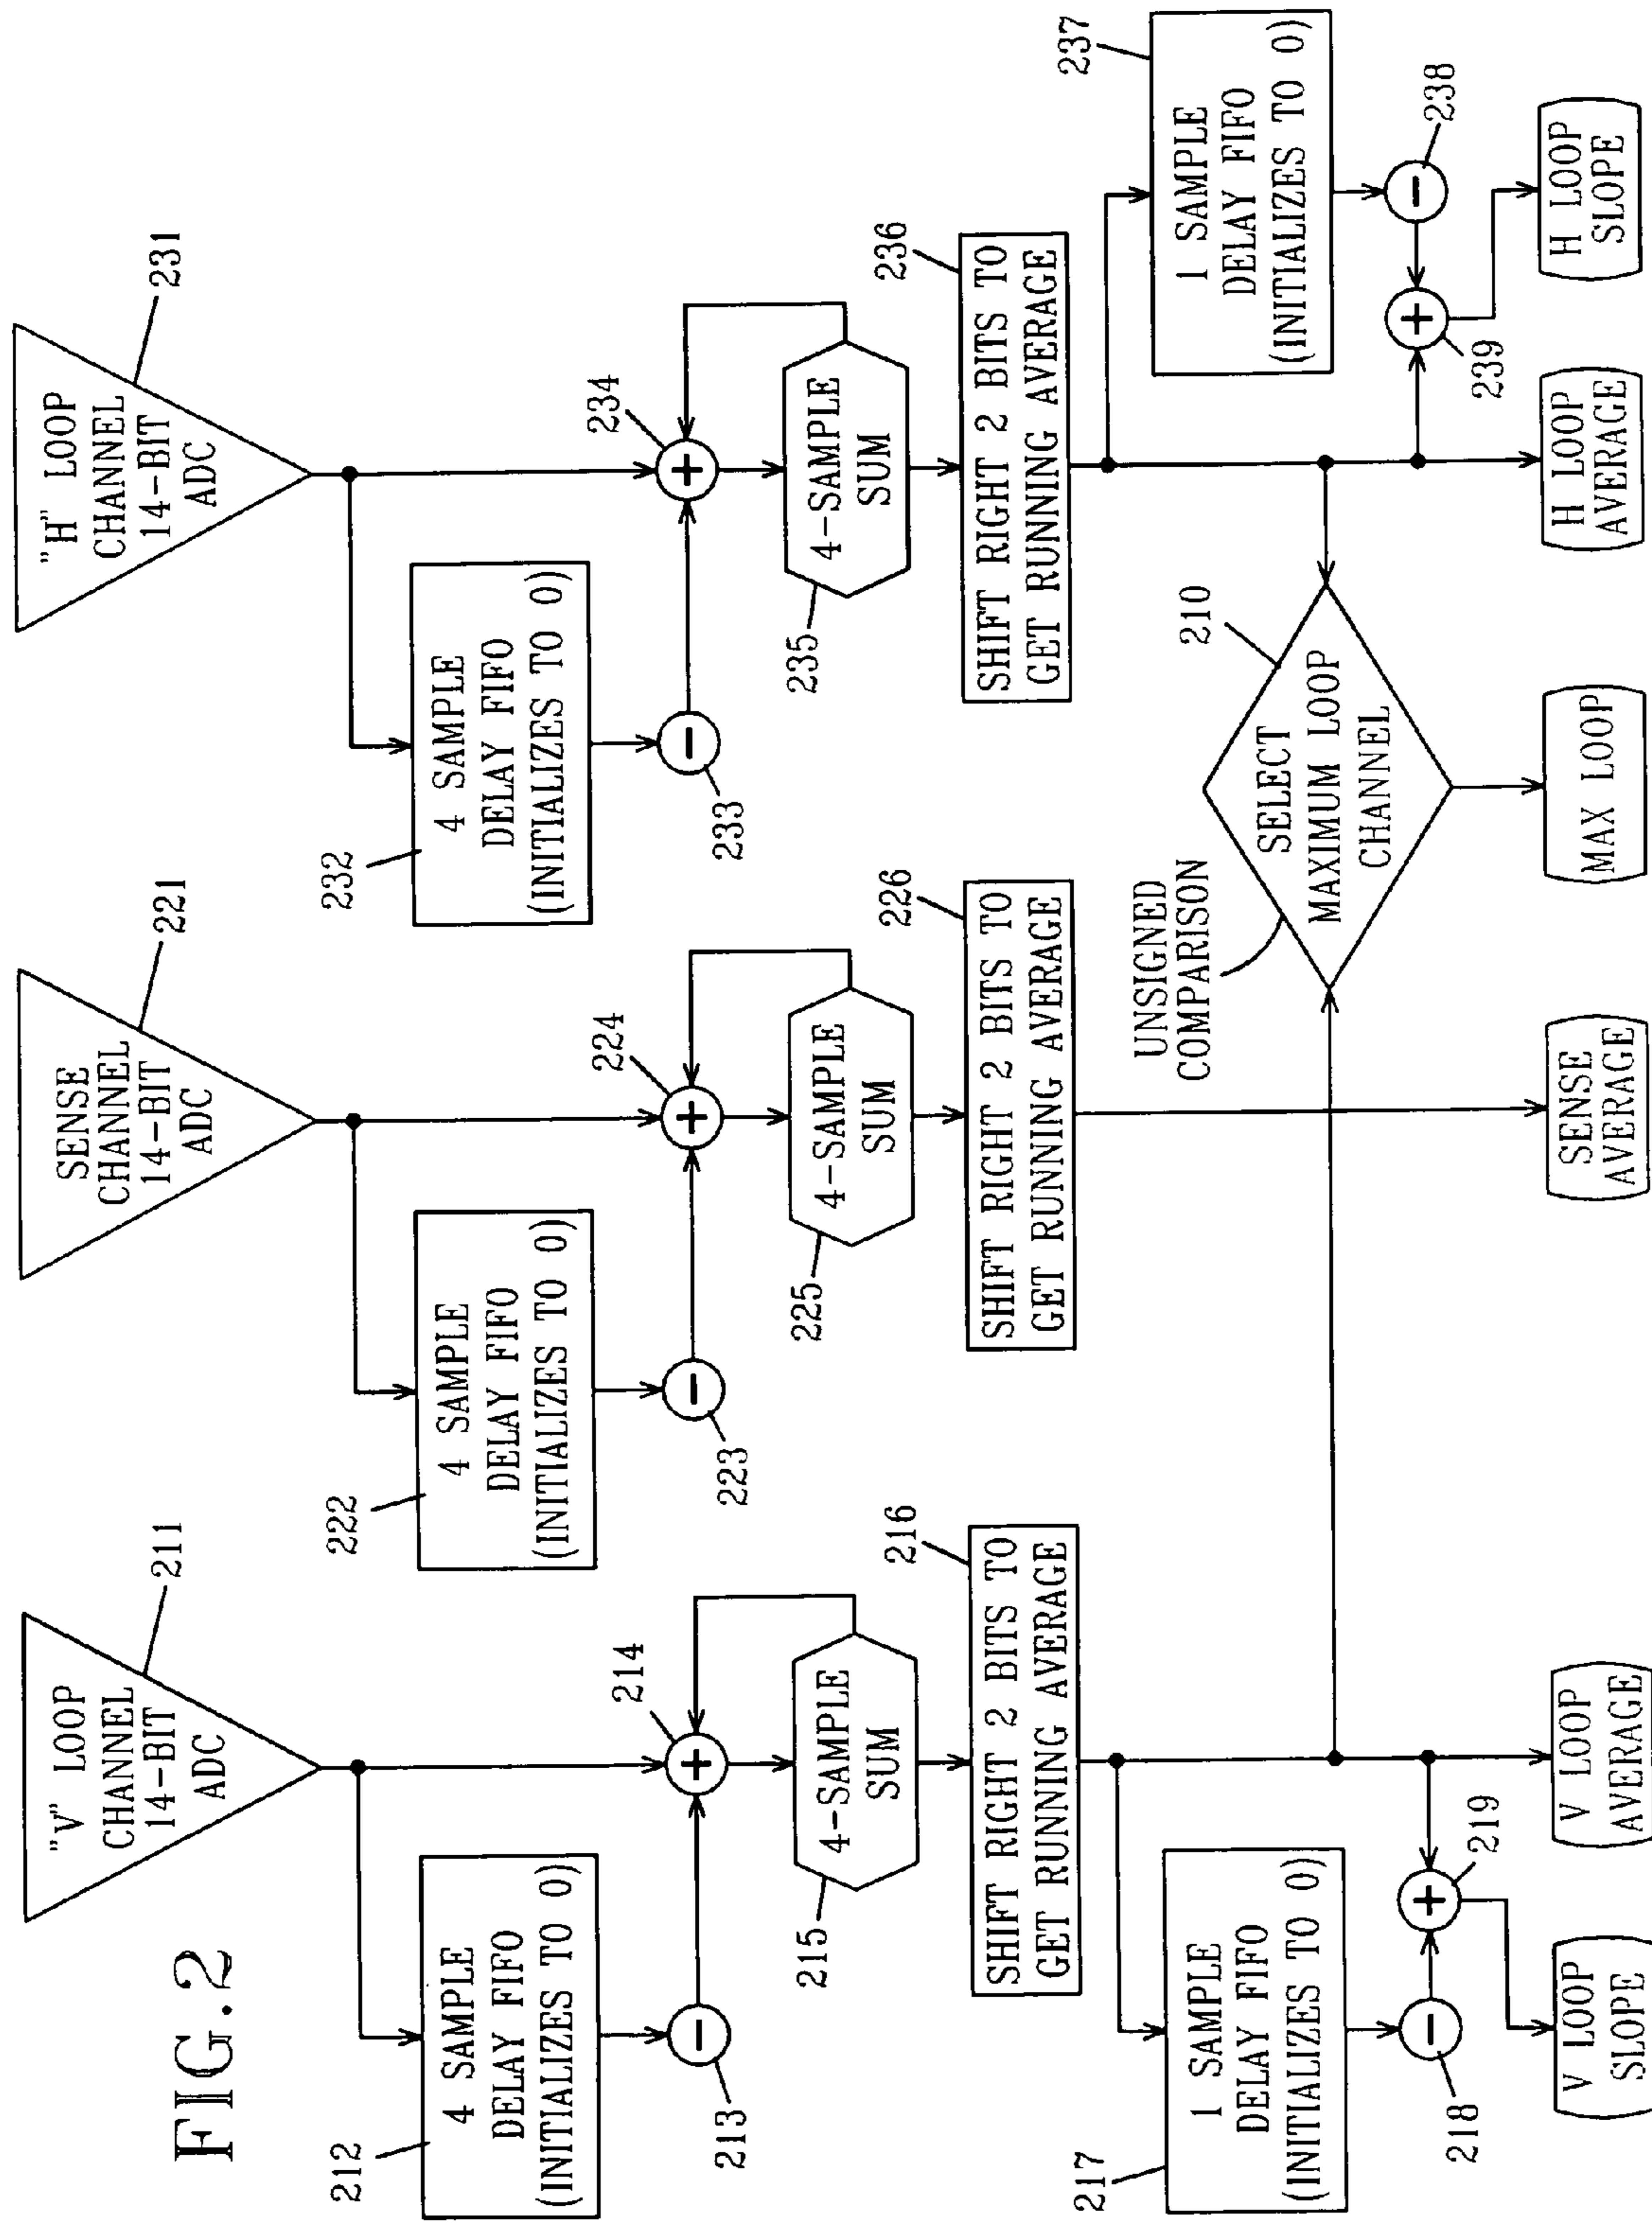 FIG.2
"V" LOOP
CHANNEL
14-BIT
ADC
211
212
4 SAMPLE
DELAY FIFO
(INITIALIZES TO 0)
213
214
215
4-SAMPLE
SUM
216
SHIFT RIGHT 2 BITS TO
GET RUNNING AVERAGE
217
1 SAMPLE
DELAY FIFO
(INITIALIZES TO 0)
218
219
V LOOP
SLOPE
V LOOP
AVERAGE
SENSE
CHANNEL
14-BIT
ADC
221
222
4 SAMPLE
DELAY FIFO
(INITIALIZES TO 0)
223
224
225
4-SAMPLE
SUM
226
SHIFT RIGHT 2 BITS TO
GET RUNNING AVERAGE
SENSE
AVERAGE
"H" LOOP
CHANNEL
14-BIT
ADC
231
232
4 SAMPLE
DELAY FIFO
(INITIALIZES TO 0)
233
234
235
4-SAMPLE
SUM
236
SHIFT RIGHT 2 BITS TO
GET RUNNING AVERAGE
UNSIGNED
COMPARISON
210
SELECT
MAXIMUM LOOP
CHANNEL
MAX LOOP
237
1 SAMPLE
DELAY FIFO
(INITIALIZES TO 0)
238
239
H LOOP
AVERAGE
H LOOP
SLOPE